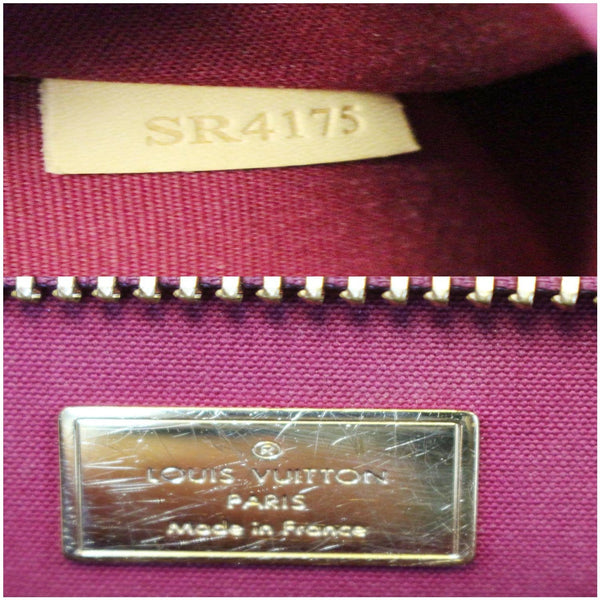 SR4175
®
LOUIS VUITTON
PARIS
Made in France